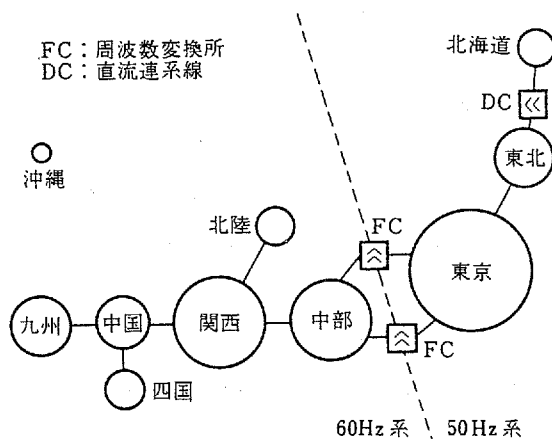 FC：周波数変換所
DC：直流連系線
北海道
DC
東北
沖縄
北陸
FC
東京
九州
中国
関西
中部
FC
四国
60Hz系
50Hz系